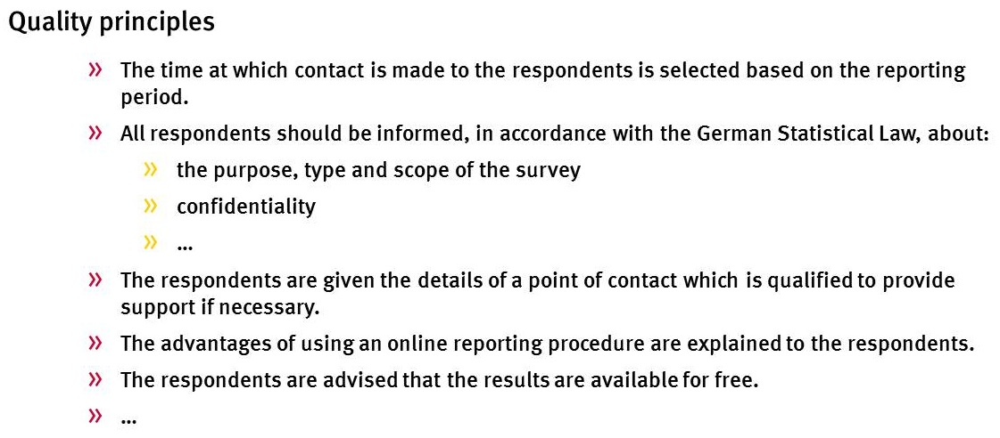 Quality principles
» The time at which contact is made to the respondents is selected based on the reporting
period.
» All respondents should be informed, in accordance with the German Statistical Law, about:
» the purpose, type and scope of the survey
» confidentiality
» ...
» The respondents are given the details of a point of contact which is qualified to provide
support if necessary.
» The advantages of using an online reporting procedure are explained to the respondents.
» The respondents are advised that the results are available for free.
» ...